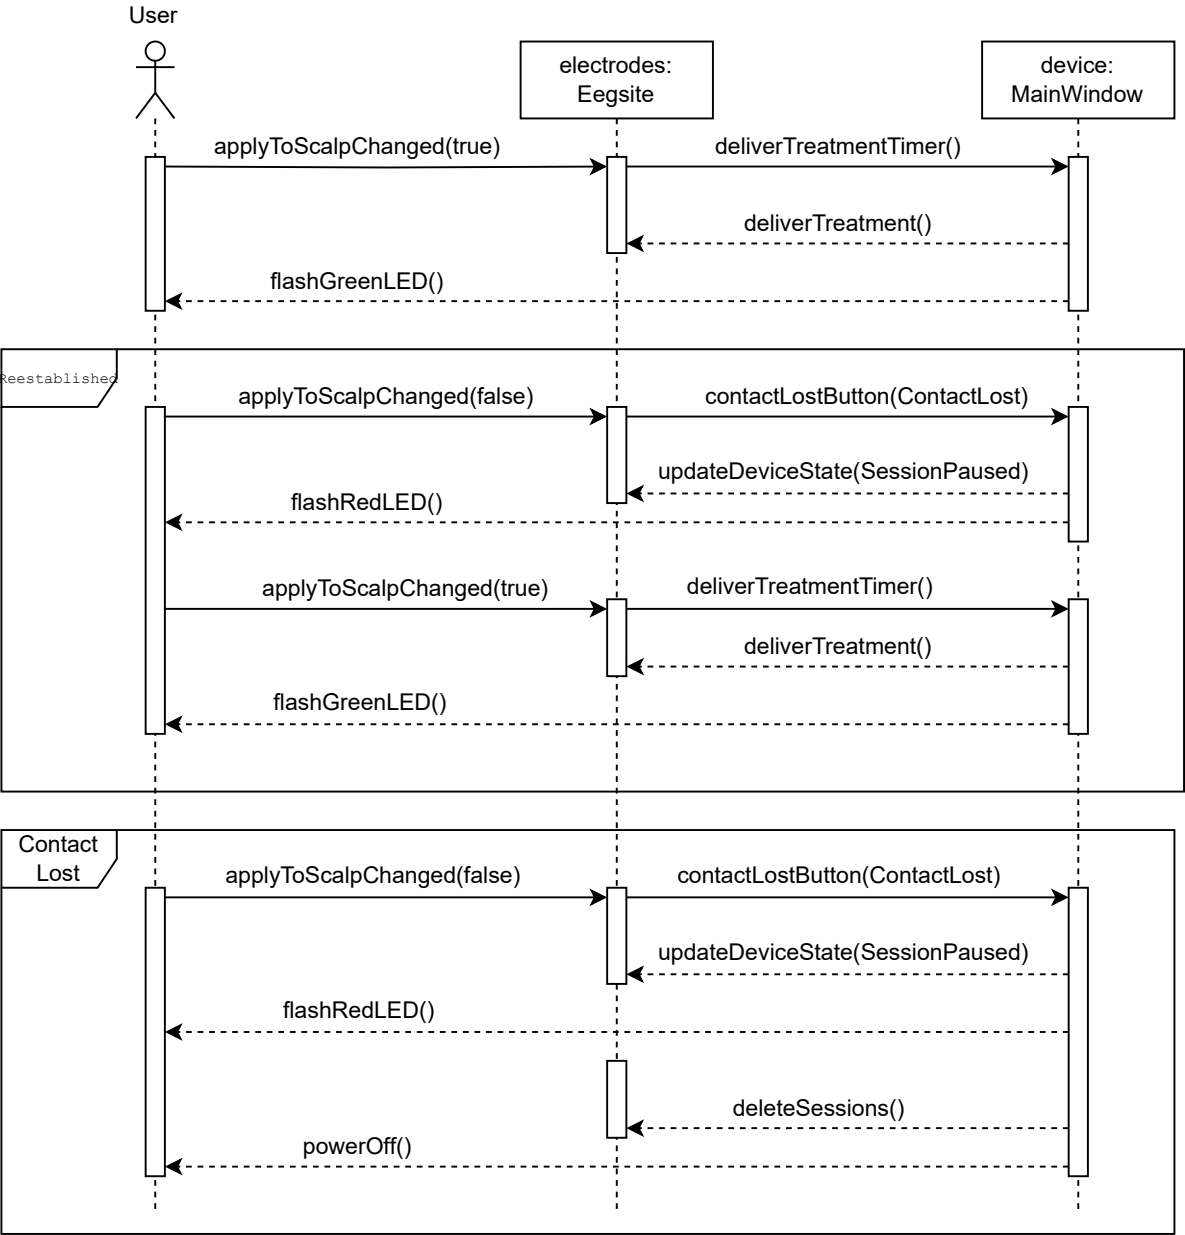 User
electrodes:
Eegsite
device:
MainWindow
applyToScalpChanged(true)
deliverTreatmentTimer()
deliverTreatment()
flashGreenLED()
Reestablished
applyToScalpChanged(false)
contactLostButton(ContactLost)
updateDeviceState(SessionPaused)
flashRedLED()
applyToScalpChanged(true)
deliverTreatmentTimer()
deliverTreatment()
flashGreenLED()
Contact
Lost
applyToScalpChanged(false)
contactLostButton(ContactLost)
updateDeviceState(SessionPaused)
flashRedLED()
deleteSessions()
powerOff()